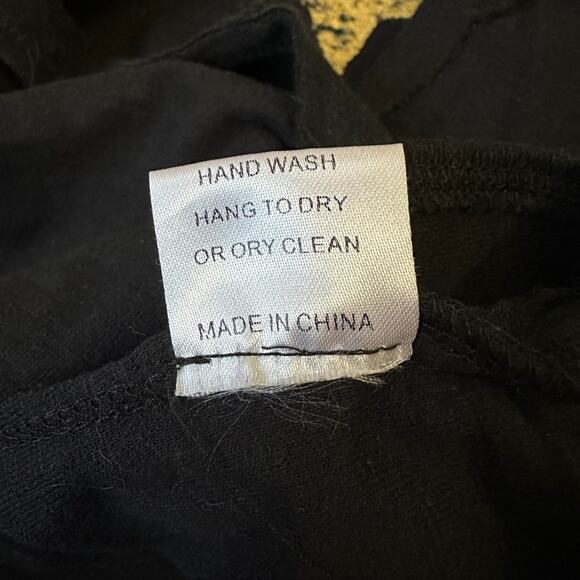 HAND WASH
HANG TO DRY
OR ORY CLEAN
MADE IN CHINA